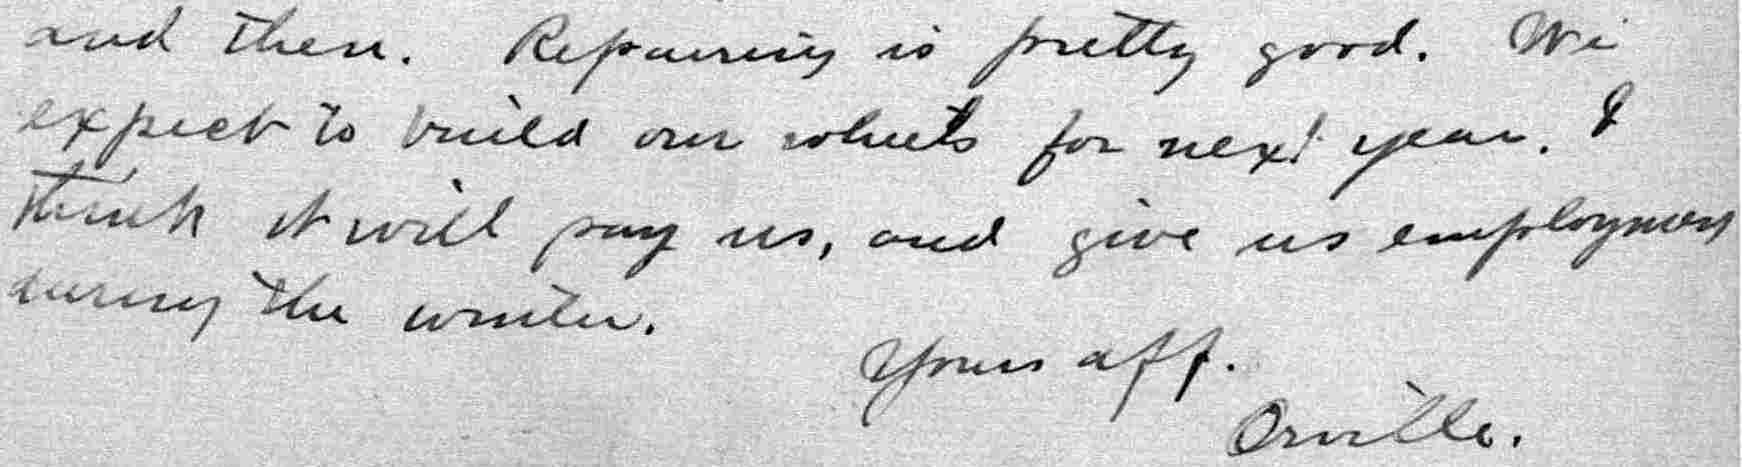 and then. Repairing is pretty good. We
expect to build our wheels for next year. I
think it will pay us, and give us employment
during the winter.
Yours aff.
Orville.